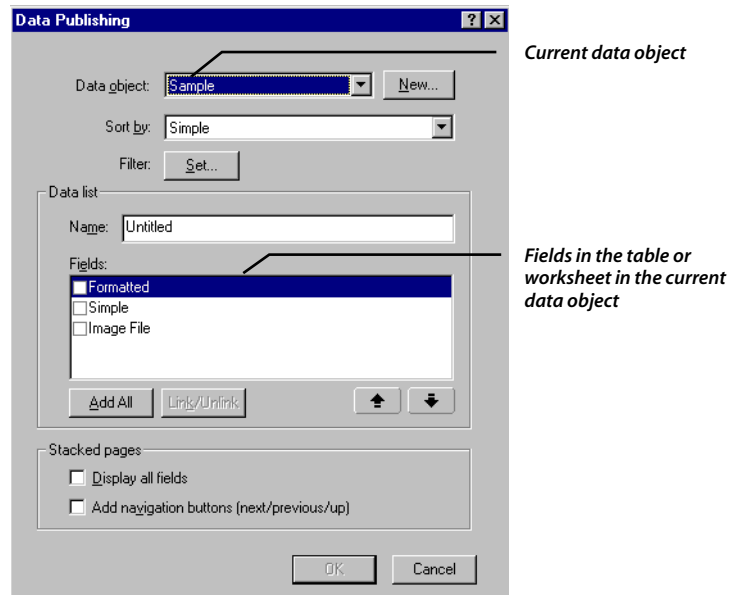 Data Publishing
Current data object
Data object: Sample New...
Sort by: Simple
Filter: Set...
Data list
Name: Untitled
Fields:
Fields in the table or
worksheet in the current
data object
Formatted
Simple
Image File
Add All Link/Unlink
Stacked pages
Display all fields
Add navigation buttons (next/previous/up)
OK Cancel